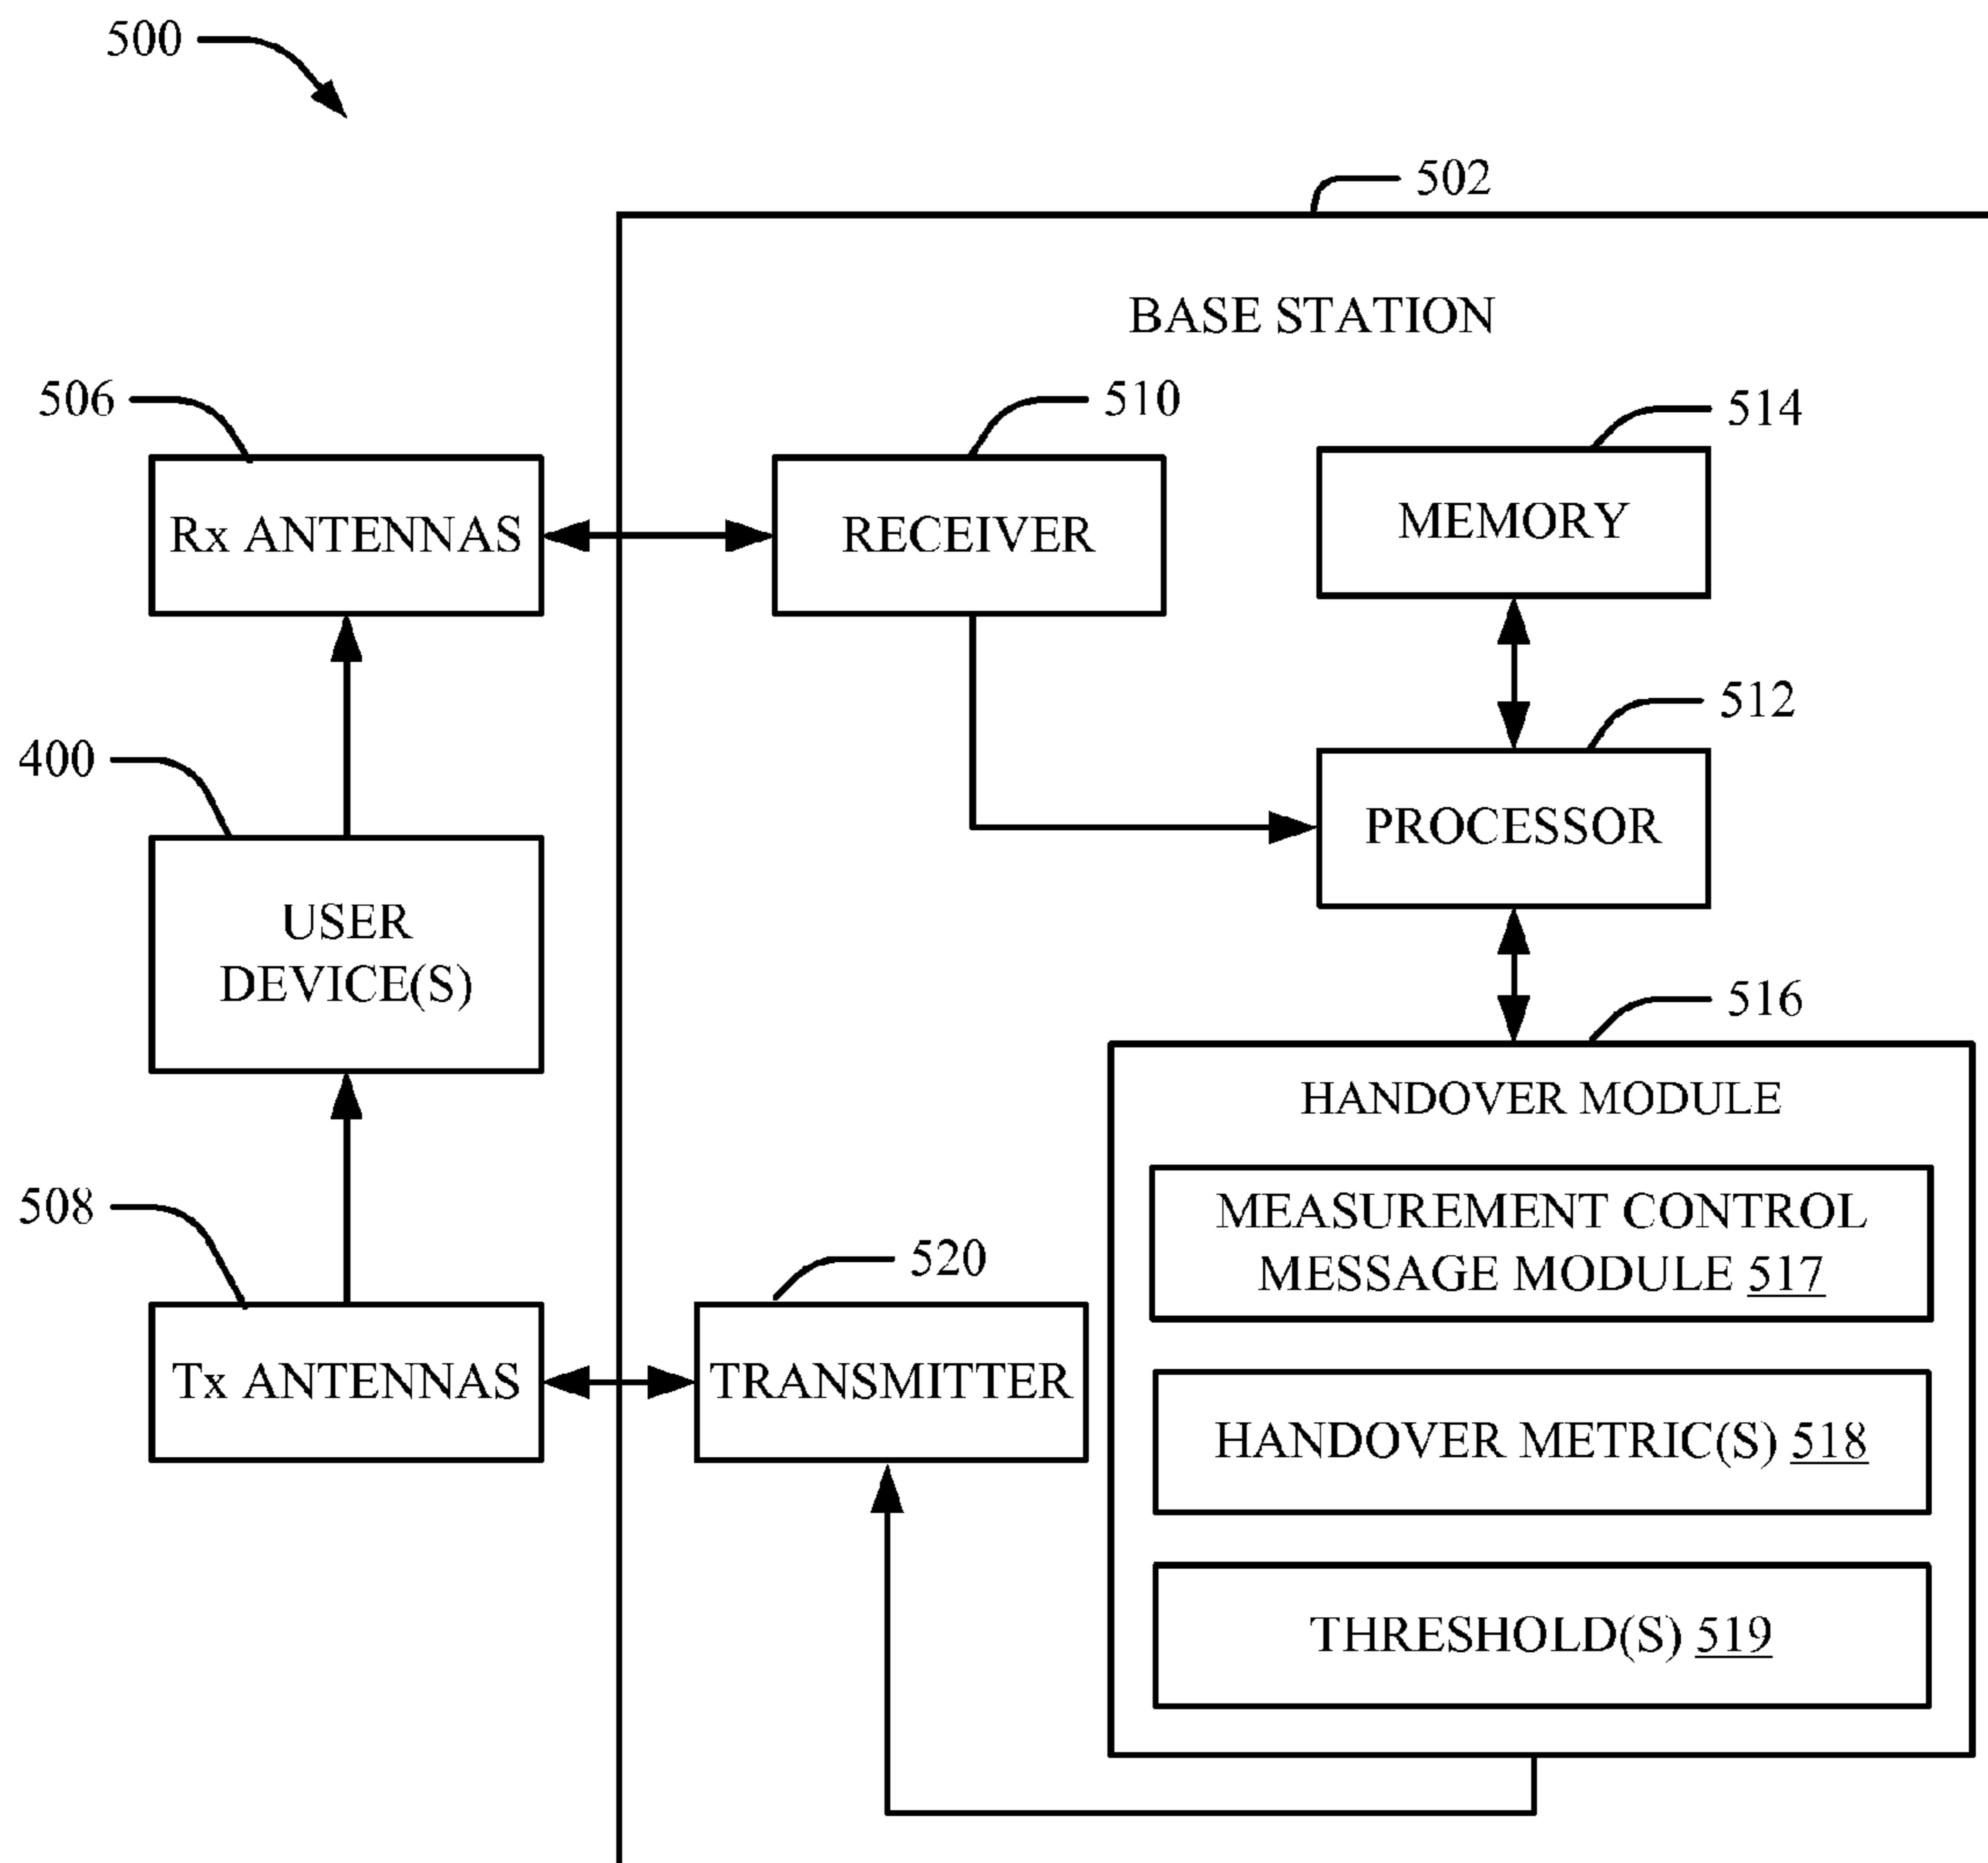 500
502
BASE STATION
506
510
514
Rx ANTENNAS
RECEIVER
MEMORY
512
400
PROCESSOR
USER
DEVICE(S)
516
HANDOVER MODULE
508
MEASUREMENT CONTROL
MESSAGE MODULE 517
520
Tx ANTENNAS
TRANSMITTER
HANDOVER METRIC(S) 518
THRESHOLD(S) 519